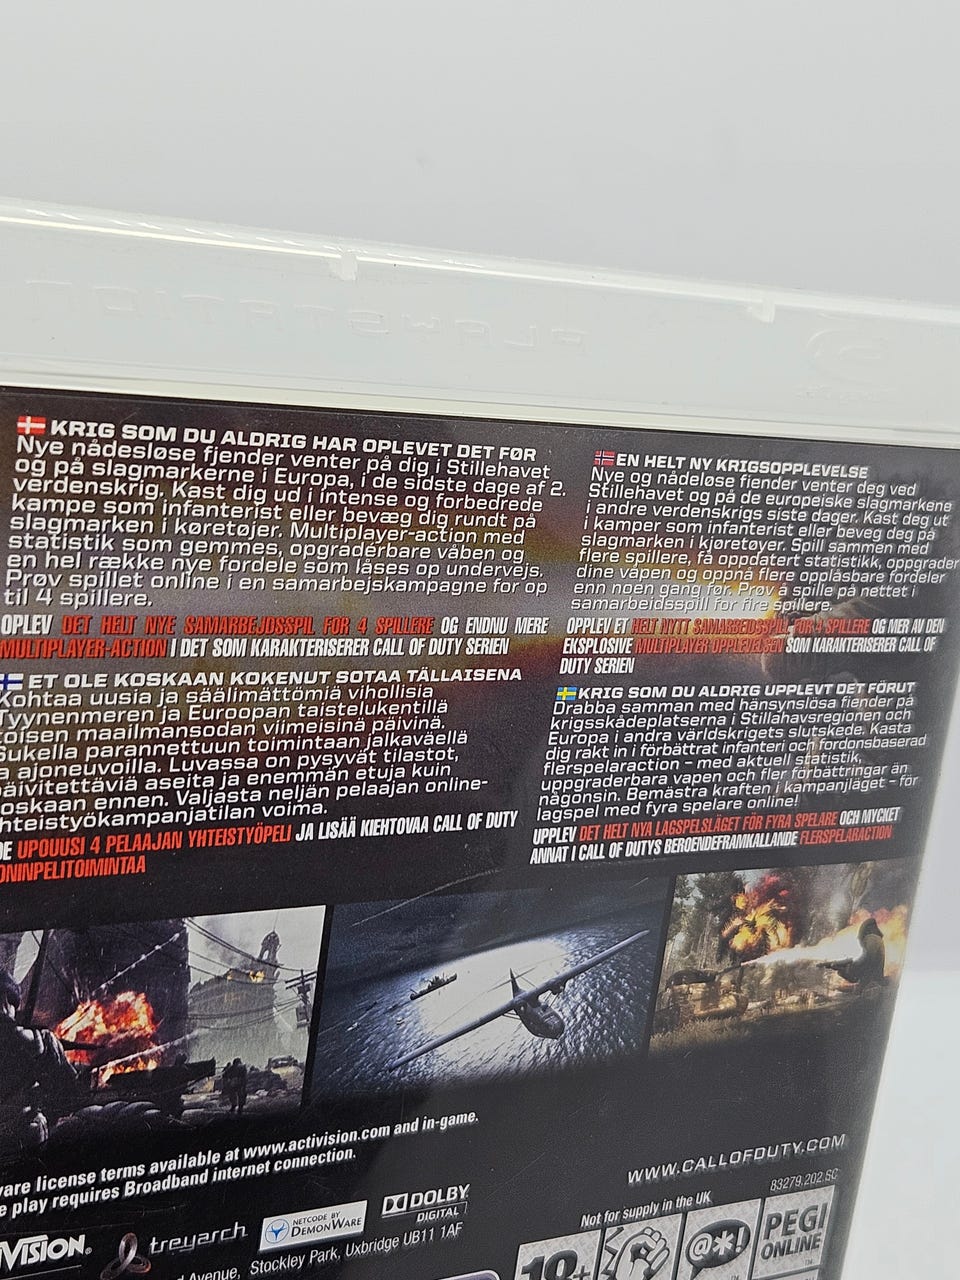 KRIG SOM DU ALDRIG HAR OPLEVET DET FØR
Nye nådesløse fjender venter på dig i Stillehavet
og på slagmarkerne i Europa, i de sidste dage af 2.
verdenskrig. Kast dig ud i intense og forbedrede
kampe som infanterist eller bevæg dig rundt på
slagmarken i køretøjer. Multiplayer-action med
statistik som gemmes, opgraderbare våben og
en hel række nye fordele som låses op undervejs.
Prøv spillet online i en samarbejskampagne for op
til 4 spillere.
OPLEV DET HELT NYE SAMARBEJDSSPIL FOR 4 SPILLERE OG ENDNU MERE
MULTIPLAYER-ACTION I DET SOM KARAKTERISERER CALL OF DUTY SERIEN
EN HELT NY KRIGSOPPLEVELSE
Nye og nådeløse fiender venter deg ved
Stillehavet og på de europeiske slagmarkene
i andre verdenskrigs siste dager. Kast deg ut
i kamper som infanterist eller beveg deg på
slagmarken i kjøretøyer. Spill sammen med
flere spillere, få oppdatert statistikk, oppgrader
dine våpen og oppnå flere opplåsbare fordeler
enn noen gang før. Prøv å spille på nettet i
samarbeidsspill for fire spillere.
OPPLEV ET HELT NYTT SAMARBEIDSSPIL FOR 4 SPILLERE OG MER AV DEN
EKSPLOSIVE MULTIPLAYER OPPLEVELSEN SOM KARAKTERISERER CALL OF
DUTY SERIEN
ET OLE KOSKAAN KOKENUT SOTAA TÄLLAISENA
Kohtaa uusia ja säälimättömiä vihollisia
Tyynenmeren ja Euroopan taistelukentillä
toisen maailmansodan viimeisinä päivinä.
Sukella parannettuun toimintaan jalkaväellä
a ajoneuvoilla. Luvassa on pysyvät tilastot,
päivitettäviä aseita ja enemmän etuja kuin
koskaan ennen. Valjasta neljän pelaajan online-
hteistyökampanjatilan voima.
DE UPOUUSI 4 PELAAJAN YHTEISTYÖPELI JA LISÄÄ KIEHTOVAA CALL OF DUTY
ONINPELITOIMINTAA
KRIG SOM DU ALDRIG UPPLEVT DET FÖRUT
Drabba samman med hänsynslösa fiender på
krigsskådeplatserna i Stillahavsregionen och
Europa i andra världskrigets slutskede. Kasta
dig rakt in i förbättrat infanteri och fordonsbaserad
flerspelaraction – med aktuell statistik,
uppgraderbara vapen och fler förbättringar än
någonsin. Bemästra kraften i kampanjläget – för
lagspel med fyra spelare online!
UPPLEV DET HELT NYA LAGSPELSLÄGET FÖR FYRA SPELARE OCH MYCKET
ANNAT I CALL OF DUTYS BEROENDEFRAMKALLANDE FLERSPELARACTION
ware license terms available at www.activision.com and in-game.
e play requires Broadband internet connection.
WWW.CALLOFDUTY.COM
83279.202.SC
Not for supply in the UK
VISION®
treyarch
NETCODE BY
DEMONWARE
DOLBY
DIGITAL
d Avenue, Stockley Park, Uxbridge UB11 1AF
18+
@*!
PEGI
ONLINE